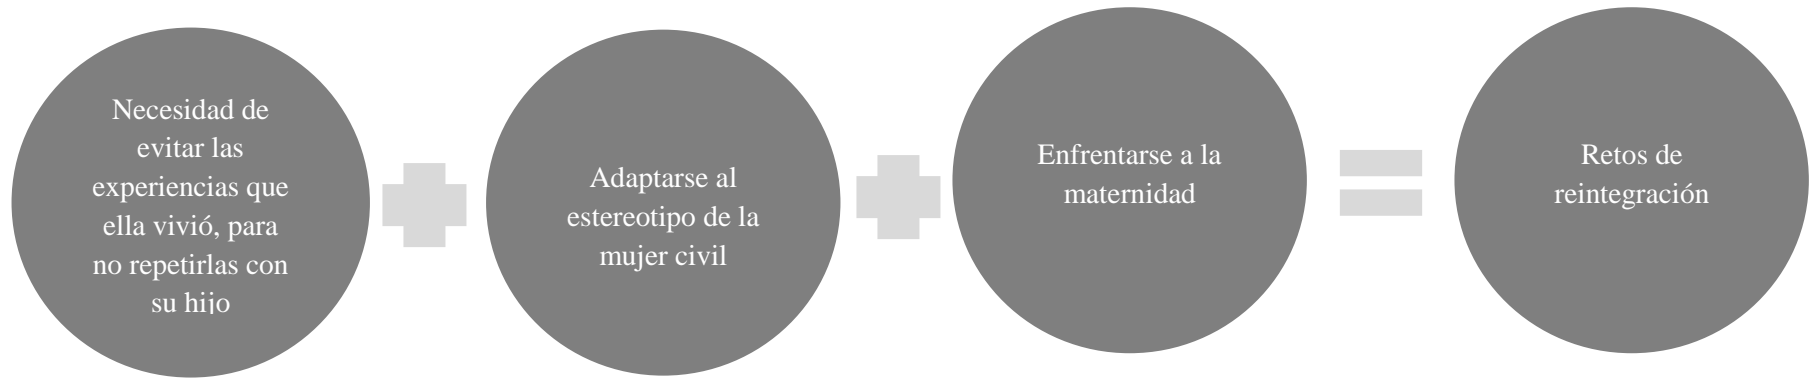 Necesidad de
evitar las
experiencias que
ella vivió, para
no repetirlas con
su hijo
Adaptarse al
estereotipo de la
mujer civil
Enfrentarse a la
maternidad
Retos de
reintegración